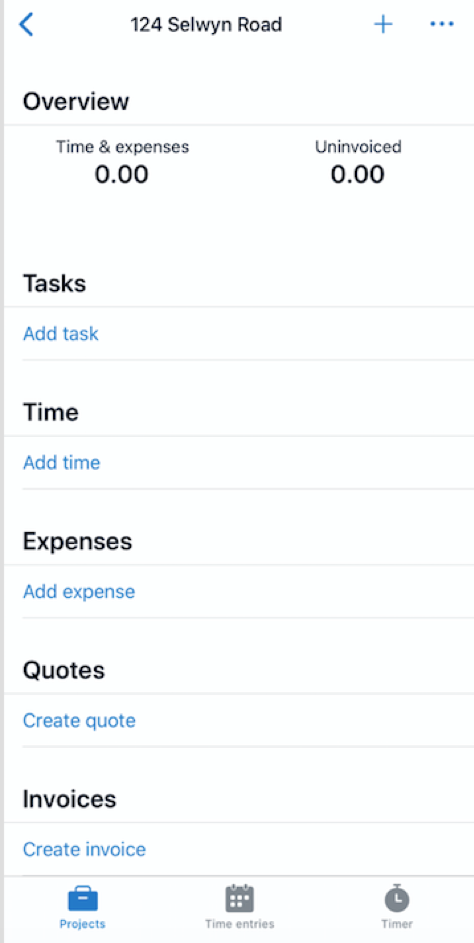 124 Selwyn Road
Overview
Time & expenses Uninvoiced
0.00 0.00
Tasks
Add task
Time
Add time
Expenses
Add expense
Quotes
Create quote
Invoices
Create invoice
Projects Time entries Timer